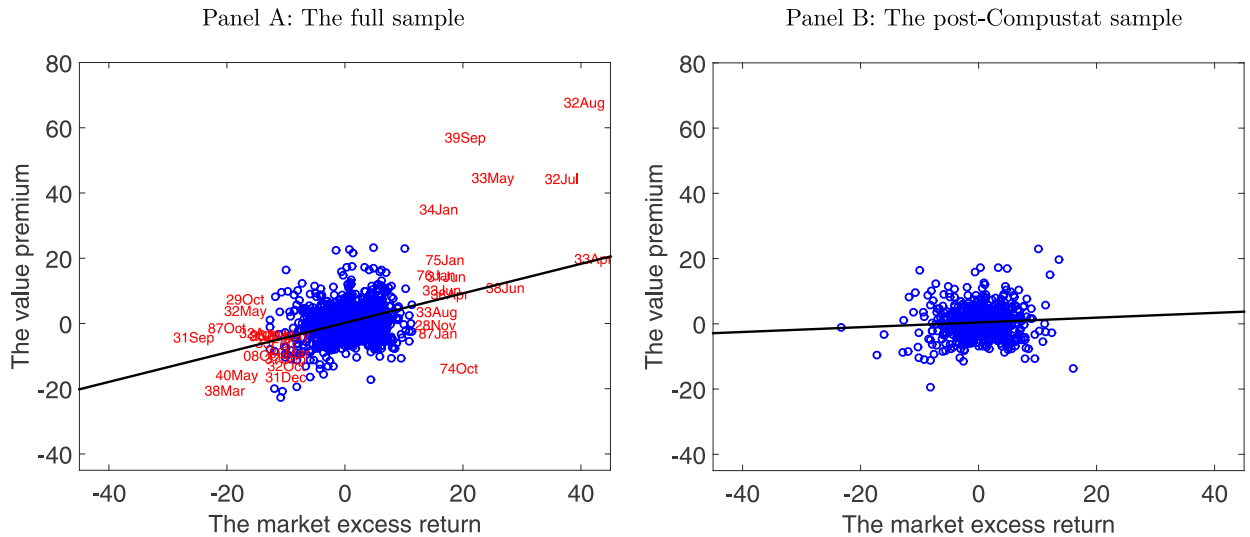 Panel A: The full sample
Panel B: The post-Compustat sample
80
60
40
20
0
-20
-40
-40
-20
0
20
40
The value premium
The market excess return
32Aug
39Sep
33May
32Jul
34Jan
75Jan
33Apr
76Jan
31Jun
38Jun
33Jun
38Apr
33Aug
28Nov
87Jan
74Oct
29Oct
32May
87Oct
31Sep
32Oct
40May
31Dec
38Mar
80
60
40
20
0
-20
-40
-40
-20
0
20
40
The value premium
The market excess return